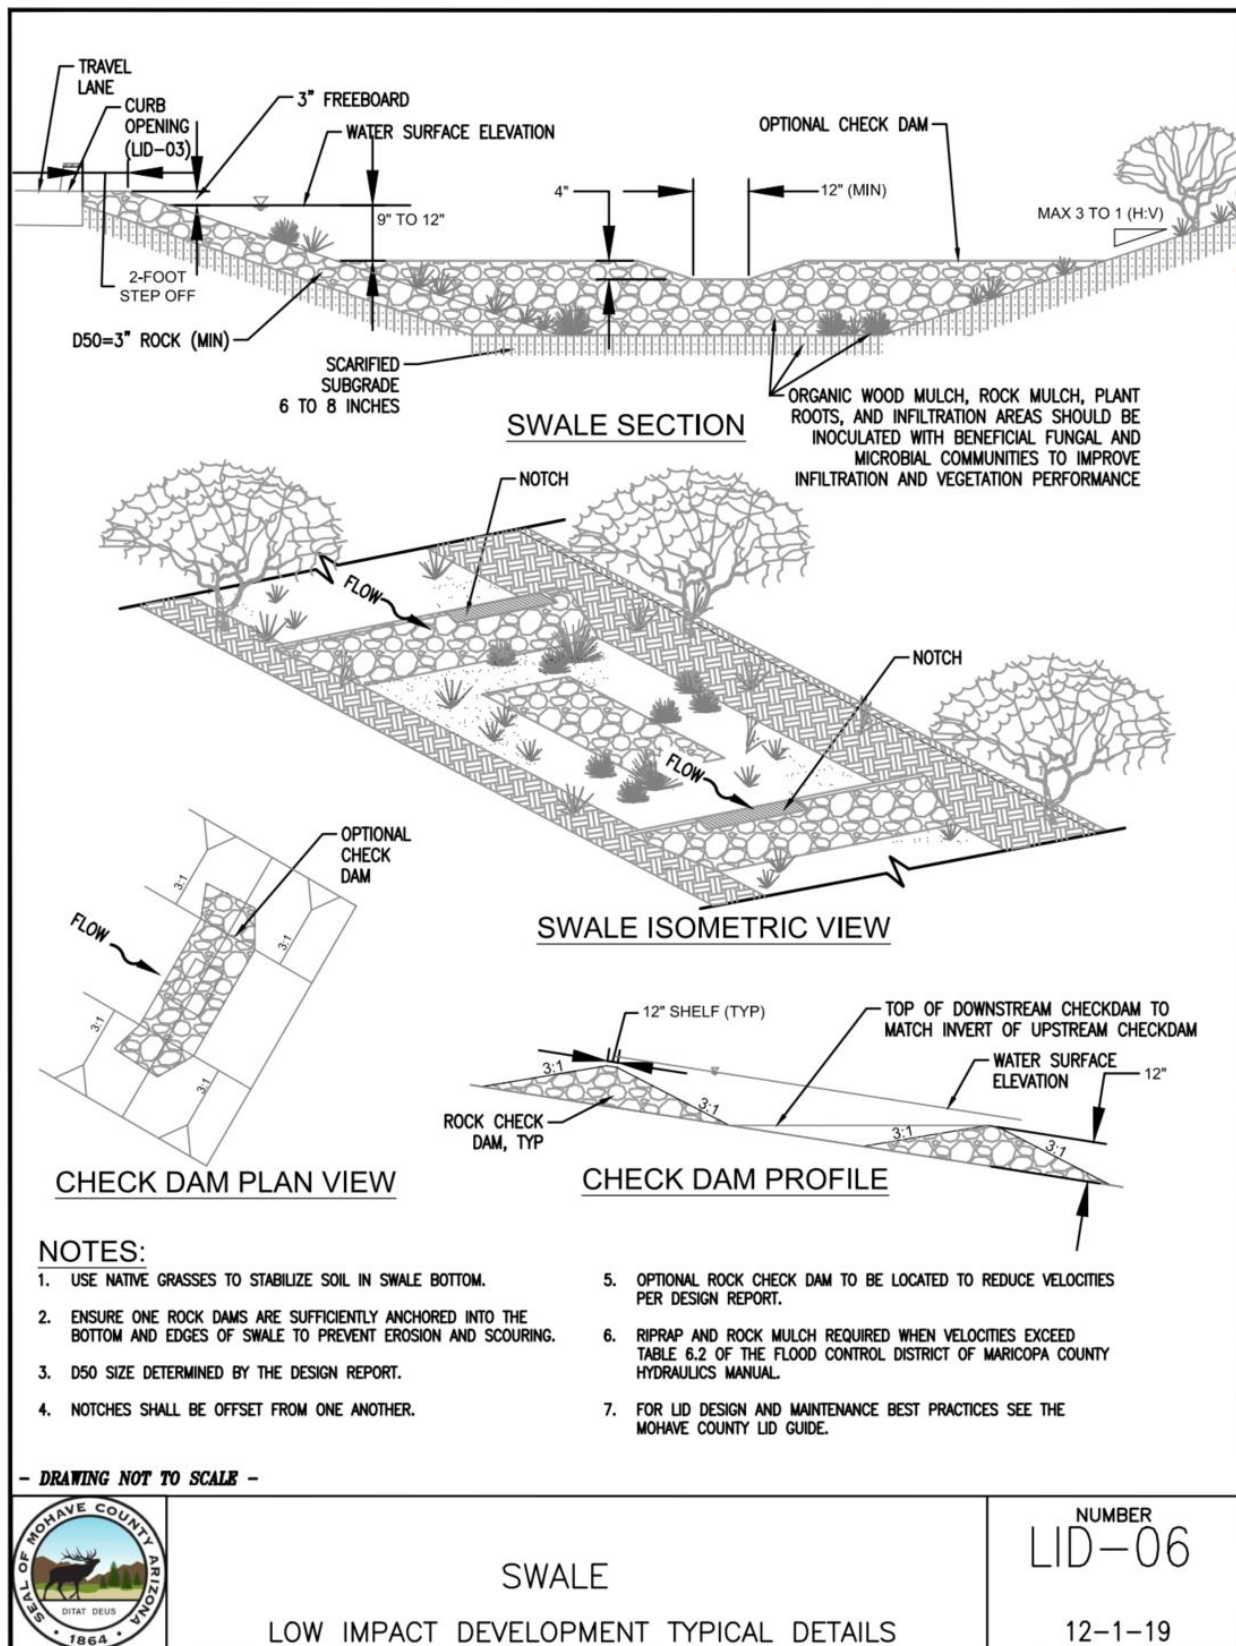 TRAVEL
LANE
CURB
OPENING
(LID-03)
3" FREEBOARD
WATER SURFACE ELEVATION
OPTIONAL CHECK DAM
4"
12" (MIN)
9" TO 12"
MAX 3 TO 1 (H:V)
2-FOOT
STEP OFF
D50=3" ROCK (MIN)
SCARIFIED
SUBGRADE
6 TO 8 INCHES
ORGANIC WOOD MULCH, ROCK MULCH, PLANT
ROOTS, AND INFILTRATION AREAS SHOULD BE
INOCULATED WITH BENEFICIAL FUNGAL AND
MICROBIAL COMMUNITIES TO IMPROVE
INFILTRATION AND VEGETATION PERFORMANCE
SWALE SECTION
NOTCH
FLOW
NOTCH
FLOW
SWALE ISOMETRIC VIEW
OPTIONAL
CHECK
DAM
3:1
FLOW
3:1
3:1
3:1
CHECK DAM PLAN VIEW
12" SHELF (TYP)
TOP OF DOWNSTREAM CHECKDAM TO
MATCH INVERT OF UPSTREAM CHECKDAM
WATER SURFACE
ELEVATION
12"
3:1
3:1
ROCK CHECK
DAM, TYP
3:1
3:1
CHECK DAM PROFILE
NOTES:
1. USE NATIVE GRASSES TO STABILIZE SOIL IN SWALE BOTTOM.
2. ENSURE ONE ROCK DAMS ARE SUFFICIENTLY ANCHORED INTO THE
BOTTOM AND EDGES OF SWALE TO PREVENT EROSION AND SCOURING.
3. D50 SIZE DETERMINED BY THE DESIGN REPORT.
4. NOTCHES SHALL BE OFFSET FROM ONE ANOTHER.
5. OPTIONAL ROCK CHECK DAM TO BE LOCATED TO REDUCE VELOCITIES
PER DESIGN REPORT.
6. RIPRAP AND ROCK MULCH REQUIRED WHEN VELOCITIES EXCEED
TABLE 6.2 OF THE FLOOD CONTROL DISTRICT OF MARICOPA COUNTY
HYDRAULICS MANUAL.
7. FOR LID DESIGN AND MAINTENANCE BEST PRACTICES SEE THE
MOHAVE COUNTY LID GUIDE.
- DRAWING NOT TO SCALE -
SEAL OF MOHAVE COUNTY ARIZONA
DITAT DEUS
1864
SWALE
LOW IMPACT DEVELOPMENT TYPICAL DETAILS
NUMBER
LID-06
12-1-19